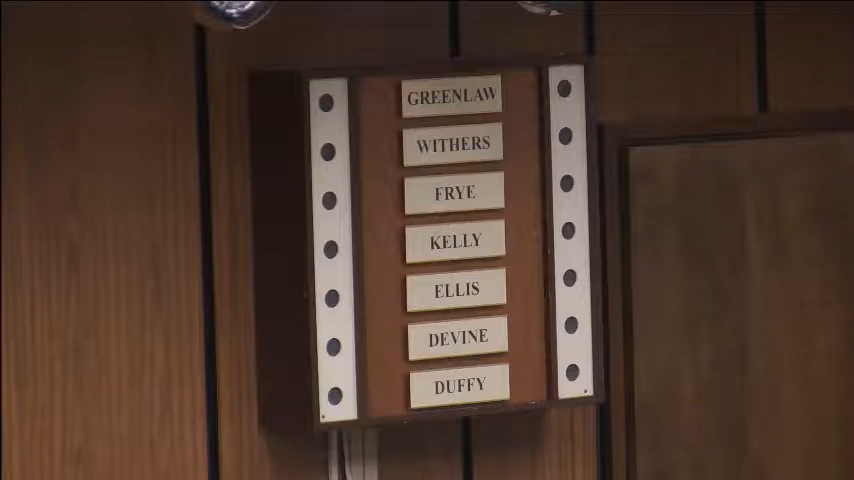 GREENLAW
WITHERS
FRYE
KELLY
ELLIS
DEVINE
DUFFY